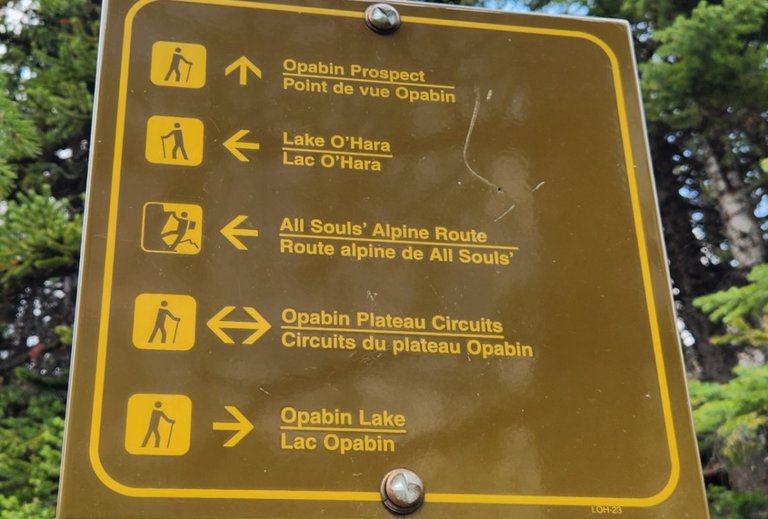 Opabin Prospect
Point de vue Opabin
Lake O'Hara
Lac O'Hara
All Souls' Alpine Route
Route alpine de All Souls'
Opabin Plateau Circuits
Circuits du plateau Opabin
Opabin Lake
Lac Opabin
LOH-23